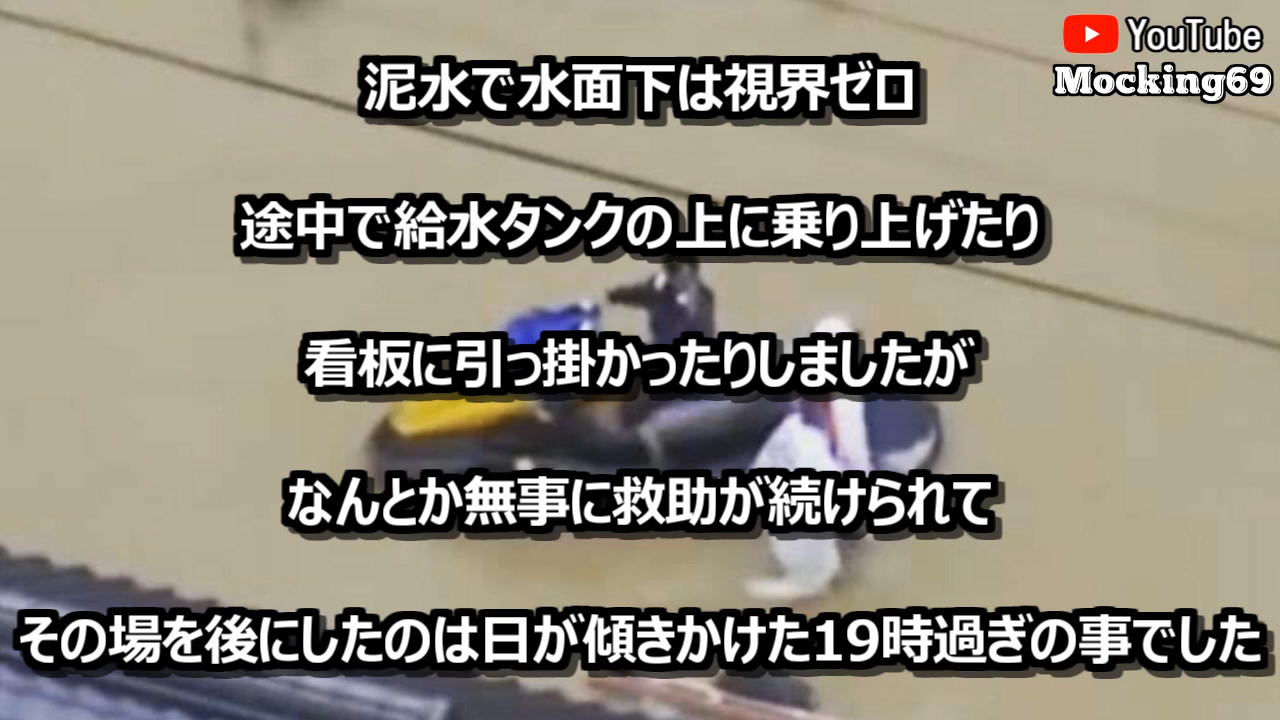 YouTube
Mocking69
泥水で水面下は視界ゼロ
途中で給水タンクの上に乗り上げたり
看板に引っ掛かったりしましたが
なんとか無事に救助が続けられて
その場を後にしたのは日が傾きかけた19時過ぎの事でした